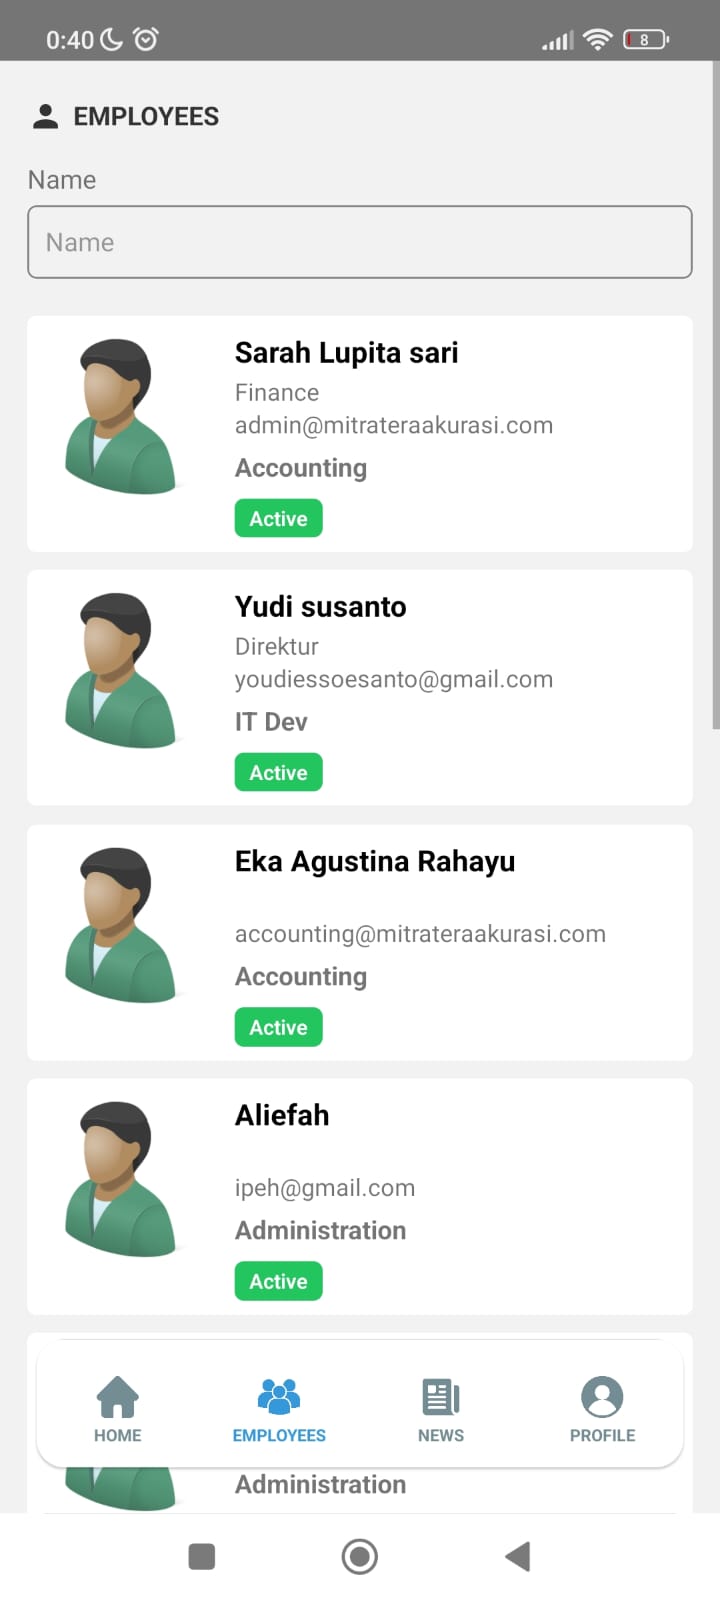 0:40
8
EMPLOYEES
Name
Name
Sarah Lupita sari
Finance
admin@mitrateraakurasi.com
Accounting
Active
Yudi susanto
Direktur
youdiessoesanto@gmail.com
IT Dev
Active
Eka Agustina Rahayu
accounting@mitrateraakurasi.com
Accounting
Active
Aliefah
ipeh@gmail.com
Administration
Active
HOME
EMPLOYEES
NEWS
PROFILE
Administration